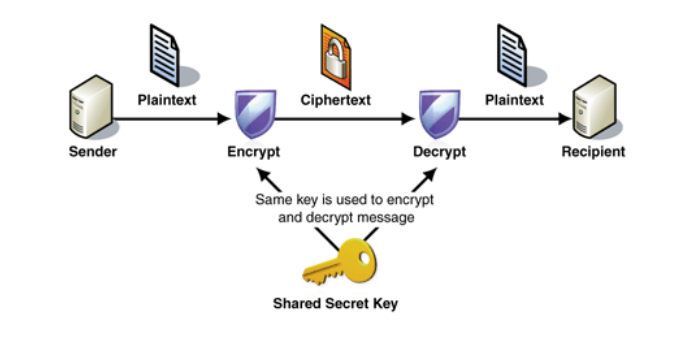 Plaintext
Ciphertext
Plaintext
Sender
Encrypt
Decrypt
Recipient
Same key is used to encrypt
and decrypt message
Shared Secret Key